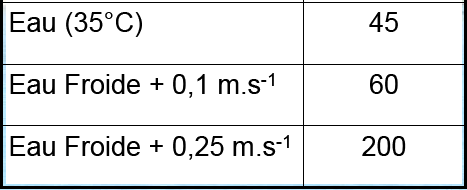 Eau (35°C) 45
Eau Froide + 0,1 m.s-1 60
Eau Froide + 0,25 m.s-1 200